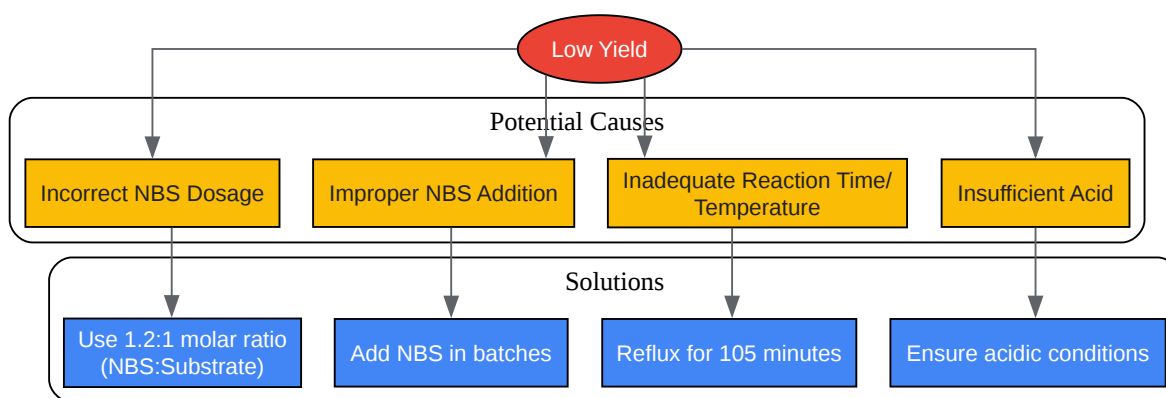 Low Yield
Potential Causes
Incorrect NBS Dosage
Improper NBS Addition
Inadequate Reaction Time/
Temperature
Insufficient Acid
Solutions
Use 1.2:1 molar ratio
(NBS:Substrate)
Add NBS in batches
Reflux for 105 minutes
Ensure acidic conditions